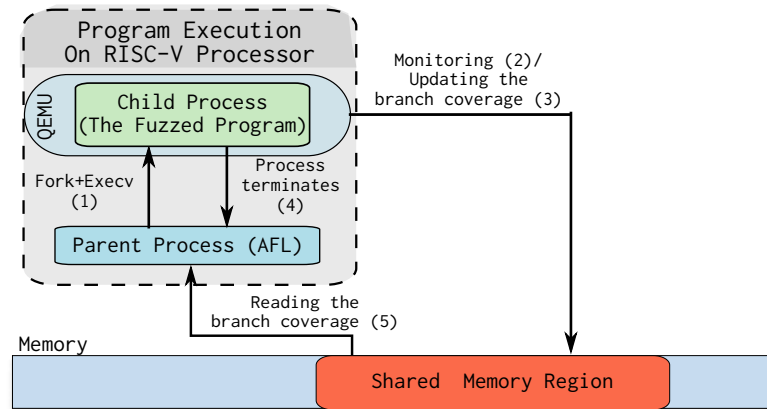 Program Execution
On RISC-V Processor
Monitoring (2)/
Updating the
branch coverage (3)
QEMU
Child Process
(The Fuzzed Program)
Fork+Execv
(1)
Process
terminates
(4)
Parent Process (AFL)
Reading the
branch coverage (5)
Memory
Shared Memory Region